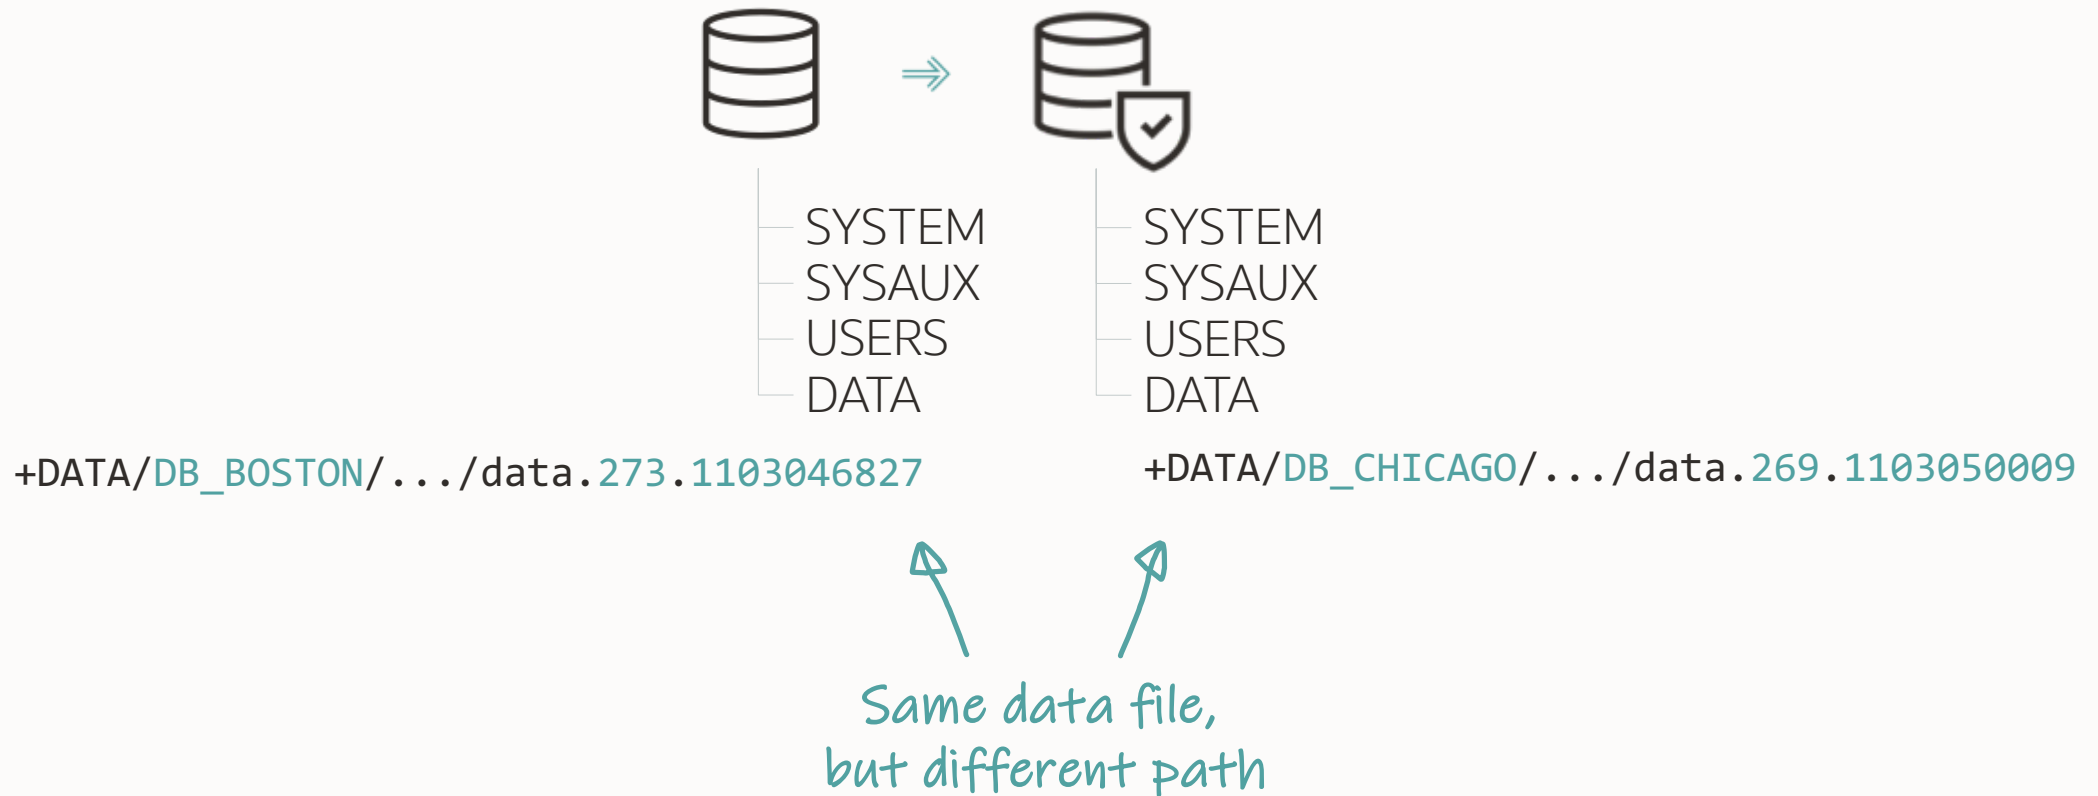 SYSTEM
SYSAUX
USERS
DATA
SYSTEM
SYSAUX
USERS
DATA
+DATA/DB_BOSTON/.../data.273.1103046827
+DATA/DB_CHICAGO/.../data.269.1103050009
Same data file,
but different path